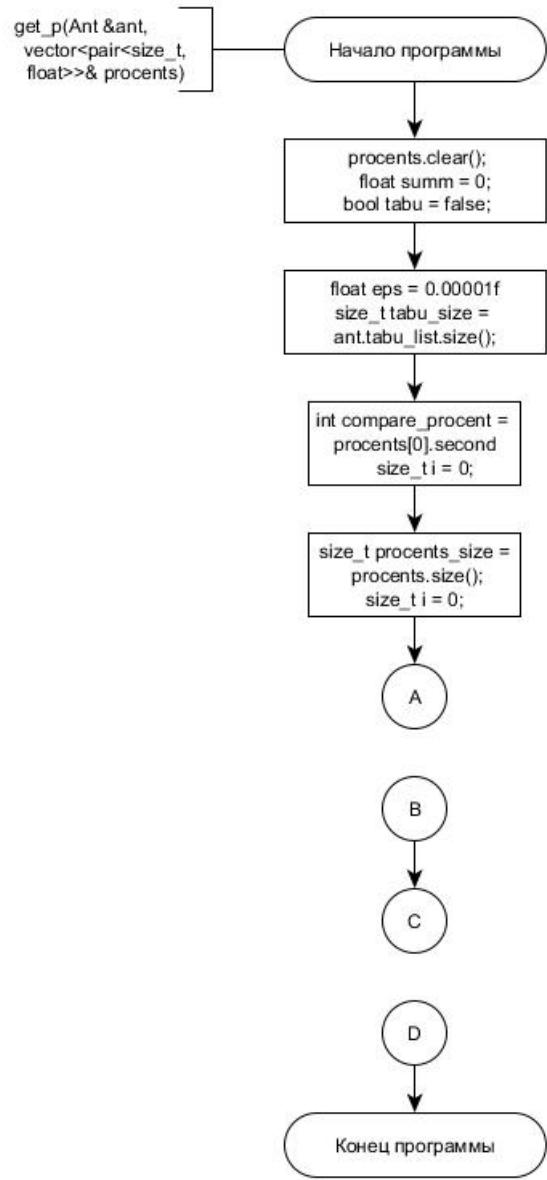 get_p(Ant &ant,
vector<pair<size_t,
float>>& procents)
Начало программы
procents.clear();
float summ = 0;
bool tabu = false;
float eps = 0.00001f
size_t tabu_size =
ant.tabu_list.size();
int compare_procent =
procents[0].second
size_t i = 0;
size_t procents_size =
procents.size();
size_t i = 0;
A
B
C
D
Конец программы